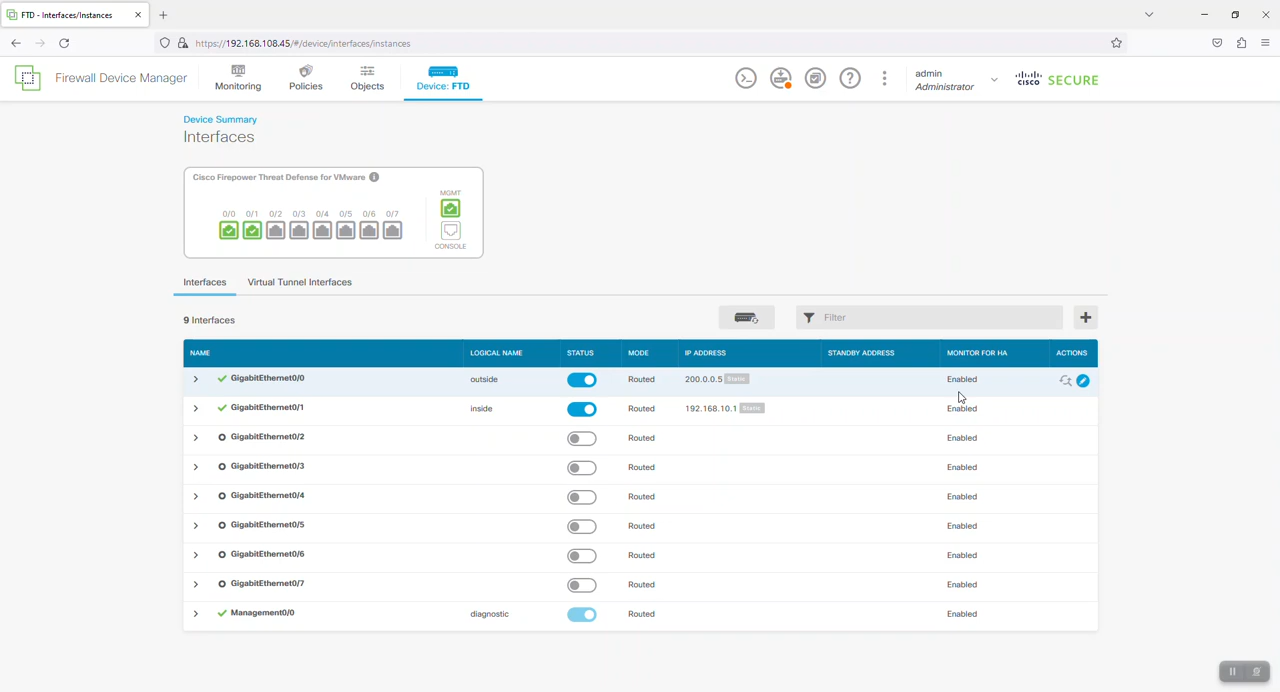 FTD - Interfaces/Instances
https://192.168.108.45/#/device/interfaces/instances
Firewall Device Manager
Monitoring
Policies
Objects
Device: FTD
admin
Administrator
CISCO SECURE
Device Summary
Interfaces
Cisco Firepower Threat Defense for VMware
MGMT
0/0 0/1 0/2 0/3 0/4 0/5 0/6 0/7
CONSOLE
Interfaces Virtual Tunnel Interfaces
9 Interfaces
Filter
NAME LOGICAL NAME STATUS MODE IP ADDRESS STANDBY ADDRESS MONITOR FOR HA ACTIONS
GigabitEthernet0/0 outside Routed 200.0.0.5 Static Enabled
GigabitEthernet0/1 inside Routed 192.168.10.1 Static Enabled
GigabitEthernet0/2 Routed Enabled
GigabitEthernet0/3 Routed Enabled
GigabitEthernet0/4 Routed Enabled
GigabitEthernet0/5 Routed Enabled
GigabitEthernet0/6 Routed Enabled
GigabitEthernet0/7 Routed Enabled
Management0/0 diagnostic Routed Enabled